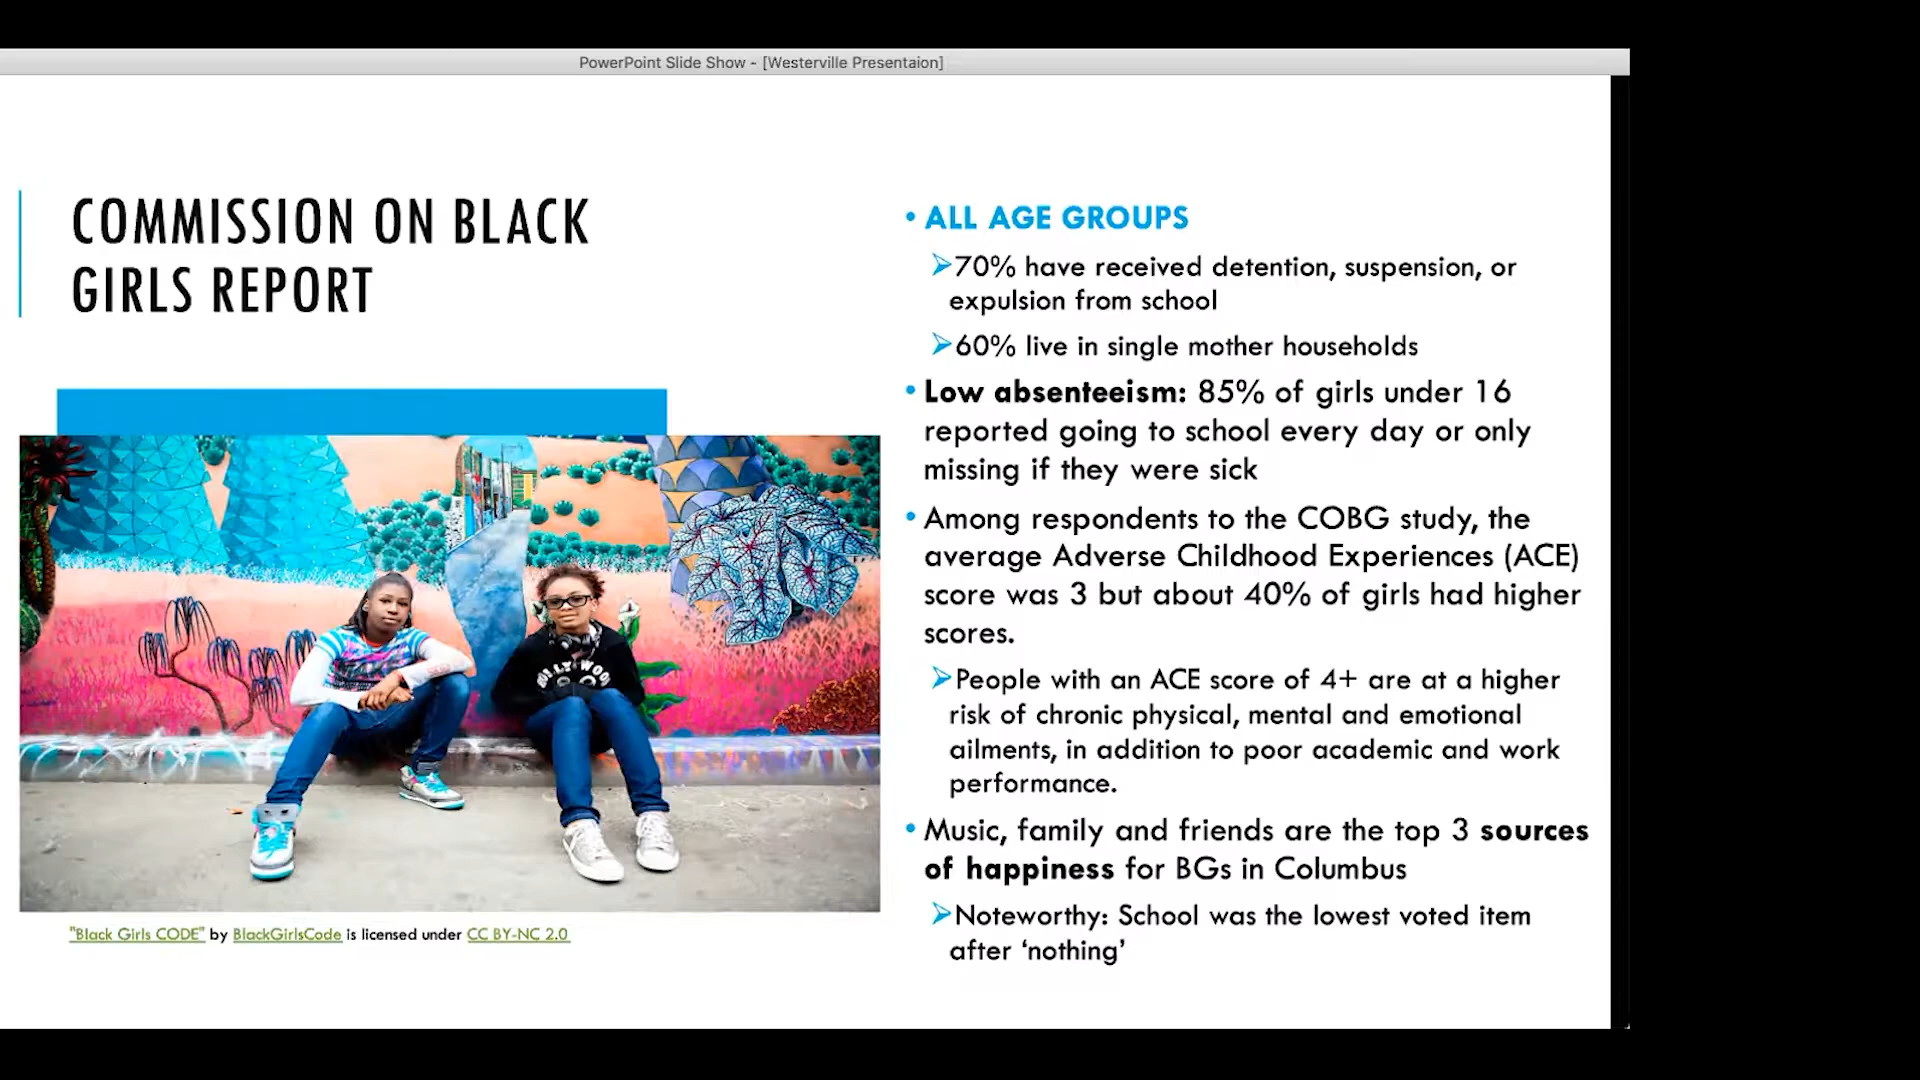 PowerPoint Slide Show - [Westerville Presentaion]
COMMISSION ON BLACK
GIRLS REPORT
"Black Girls CODE" by BlackGirlsCode is licensed under CC BY-NC 2.0
• ALL AGE GROUPS
➢70% have received detention, suspension, or
expulsion from school
➢60% live in single mother households
• Low absenteeism: 85% of girls under 16
reported going to school every day or only
missing if they were sick
• Among respondents to the COBG study, the
average Adverse Childhood Experiences (ACE)
score was 3 but about 40% of girls had higher
scores.
➢People with an ACE score of 4+ are at a higher
risk of chronic physical, mental and emotional
ailments, in addition to poor academic and work
performance.
• Music, family and friends are the top 3 sources
of happiness for BGs in Columbus
➢Noteworthy: School was the lowest voted item
after ‘nothing’